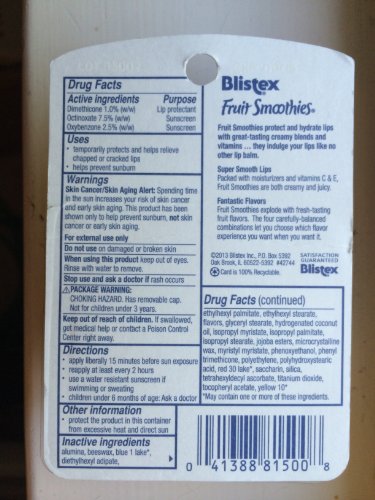 Drug Facts
Active ingredients Purpose
Dimethicone 1.0% (w/w) Lip protectant
Octinoxate 7.5% (w/w) Sunscreen
Oxybenzone 2.5% (w/w) Sunscreen
Uses
• temporarily protects and helps relieve
chapped or cracked lips
• helps prevent sunburn
Warnings
Skin Cancer/Skin Aging Alert: Spending time
in the sun increases your risk of skin cancer
and early skin aging. This product has been
shown only to help prevent sunburn, not skin
cancer or early skin aging.
For external use only
Do not use on damaged or broken skin
When using this product keep out of eyes.
Rinse with water to remove.
Stop use and ask a doctor if rash occurs
⚠ PACKAGE WARNING:
CHOKING HAZARD. Has removable cap.
Not for children under 3 years.
Keep out of reach of children. If swallowed,
get medical help or contact a Poison Control
Center right away.
Directions
• apply liberally 15 minutes before sun exposure
• reapply at least every 2 hours
• use a water resistant sunscreen if
swimming or sweating
• children under 6 months of age: Ask a doctor
Other information
• protect the product in this container
from excessive heat and direct sun
Inactive ingredients
alumina, beeswax, blue 1 lake*,
diethylhexyl adipate,
Blistex®
Fruit Smoothies®
Fruit Smoothies protect and hydrate lips
with great-tasting creamy blends and
vitamins ... they indulge your lips like no
other lip balm.
Super Smooth Lips
Packed with moisturizers and vitamins C & E,
Fruit Smoothies are both creamy and juicy.
Fantastic Flavors
Fruit Smoothies explode with fresh-tasting
fruit flavors. The four carefully-balanced
combinations let you choose which flavor
experience you want when you want it.
©2013 Blistex Inc., P.O. Box 5392
Oak Brook, IL 60522-5392 #42744
Card is 100% Recyclable.
SATISFACTION
GUARANTEED
Blistex
Drug Facts (continued)
ethylhexyl palmitate, ethylhexyl stearate,
flavors, glyceryl stearate, hydrogenated coconut
oil, isopropyl myristate, isopropyl palmitate,
isopropyl stearate, jojoba esters, microcrystalline
wax, myristyl myristate, phenoxyethanol, phenyl
trimethicone, polyethylene, polyhydroxystearic
acid, red 30 lake*, saccharin, silica,
tetrahexyldecyl ascorbate, titanium dioxide,
tocopheryl acetate, yellow 10*
*May contain one or more of these ingredients.
0 41388 81500 8